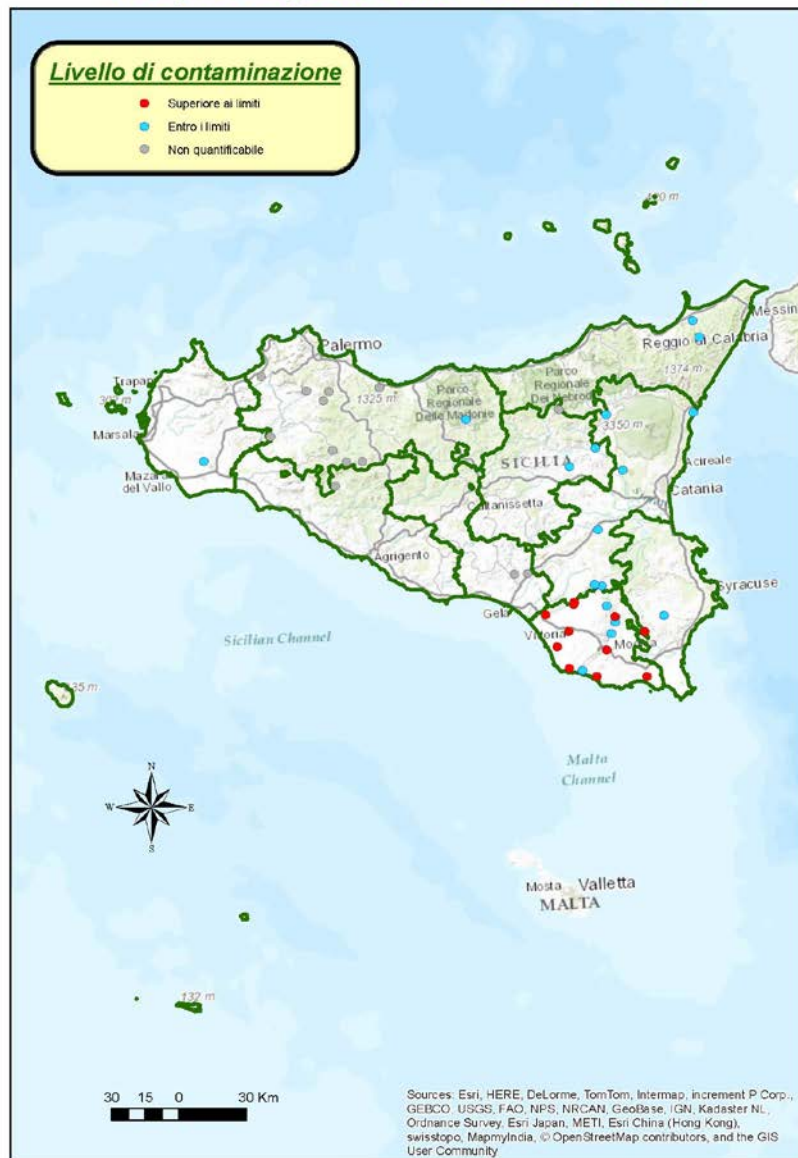 Livello di contaminazione
Superiore ai limiti
Entro i limiti
Non quantificabile
Palermo
Messin
Reggio di Calabria
Trapan
Marsala
Mazara
del Vallo
1325 m
Parco
Regionale
Delle Madonie
Parco
Regionale
Dei Nebrod
1374 m
3350 m
SICILIA
Acireale
Catania
Caltanissetta
Agrigento
Gela
Vittoria
Syracuse
Sicilian Channel
Malta
Channel
Mosta
Valletta
MALTA
132 m
N
W
E
S
30 15 0 30 Km
Sources: Esri, HERE, DeLorme, TomTom, Intermap, increment P Corp.,
GEBCO, USGS, FAO, NPS, NRCAN, GeoBase, IGN, Kadaster NL,
Ordnance Survey, Esri Japan, METI, Esri China (Hong Kong),
swisstopo, MapmyIndia, © OpenStreetMap contributors, and the GIS
User Community